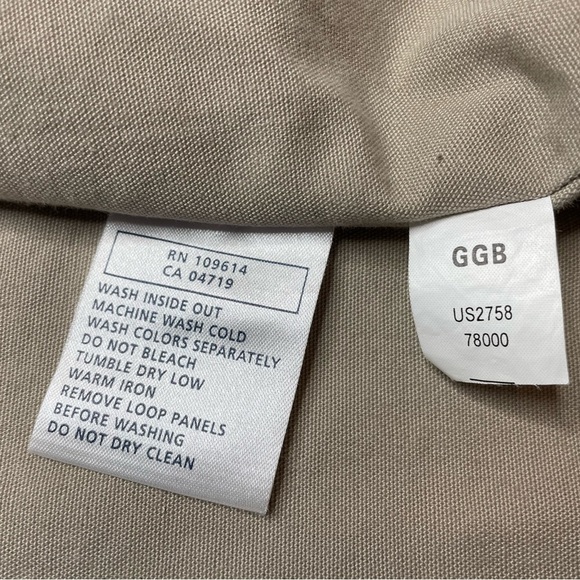 RN 109614
CA 04719
WASH INSIDE OUT
MACHINE WASH COLD
WASH COLORS SEPARATELY
DO NOT BLEACH
TUMBLE DRY LOW
WARM IRON
REMOVE LOOP PANELS
BEFORE WASHING
DO NOT DRY CLEAN
GGB
US2758
78000